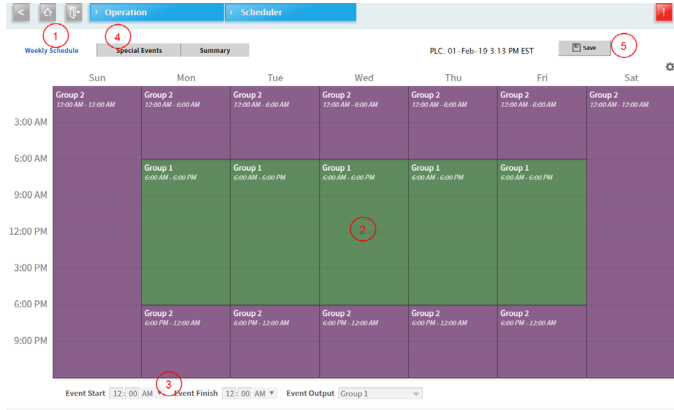 < › Operation › Scheduler !
1 4 5
Weekly Schedule Special Events Summary PLC: 01-Feb-19 3.13 PM EST Save
Sun Mon Tue Wed Thu Fri Sat
Group 2 Group 2 Group 2 Group 2 Group 2 Group 2 Group 2
12:00 AM - 12:00 AM 12:00 AM - 6:00 AM 12:00 AM - 6:00 AM 12:00 AM - 6:00 AM 12:00 AM - 6:00 AM 12:00 AM - 6:00 AM 12:00 AM - 12:00 AM
3:00 AM
6:00 AM
Group 1 Group 1 Group 1 Group 1 Group 1
6:00 AM - 6:00 PM 6:00 AM - 6:00 PM 6:00 AM - 6:00 PM 6:00 AM - 6:00 PM 6:00 AM - 6:00 PM
9:00 AM
12:00 PM
2
3:00 PM
6:00 PM
Group 2 Group 2 Group 2 Group 2 Group 2
6:00 PM - 12:00 AM 6:00 PM - 12:00 AM 6:00 PM - 12:00 AM 6:00 PM - 12:00 AM 6:00 PM - 12:00 AM
9:00 PM
3
Event Start 12: 00 AM Event Finish 12: 00 AM Event Output Group 1